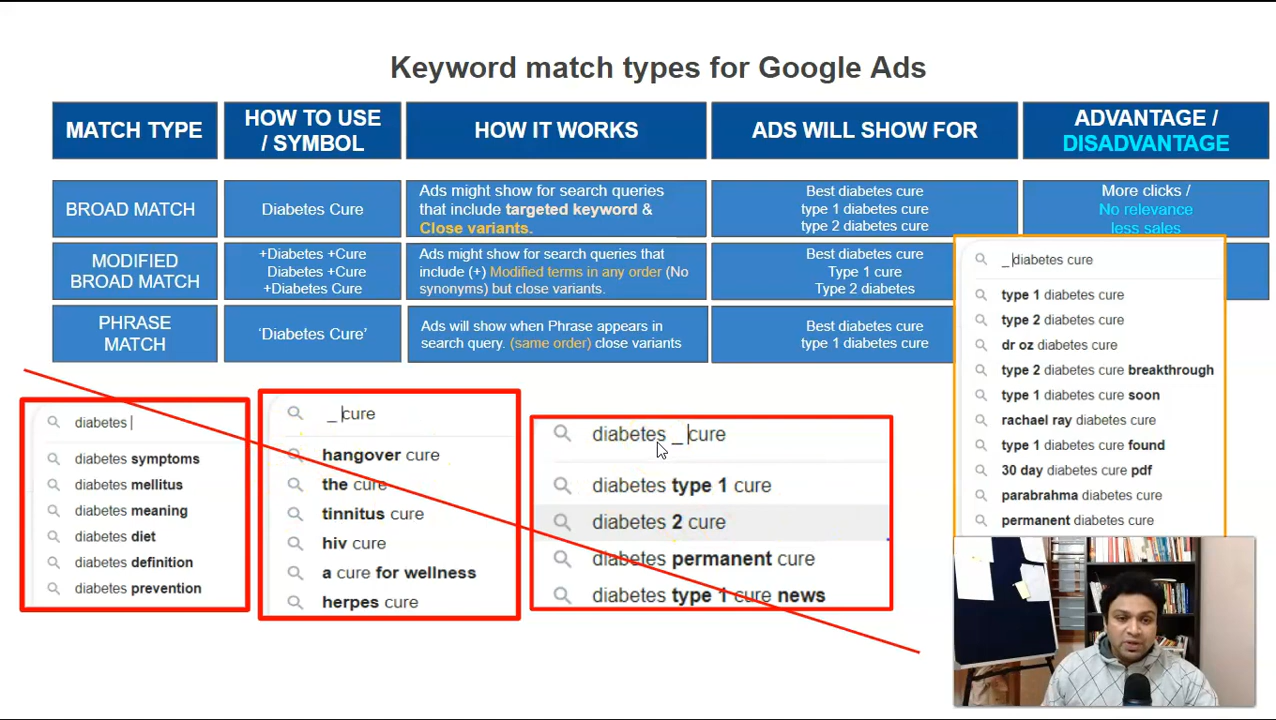 Keyword match types for Google Ads
MATCH TYPE
HOW TO USE
/ SYMBOL
HOW IT WORKS
ADS WILL SHOW FOR
ADVANTAGE /
DISADVANTAGE
BROAD MATCH
Diabetes Cure
Ads might show for search queries
that include targeted keyword &
Close variants.
Best diabetes cure
type 1 diabetes cure
type 2 diabetes cure
More clicks /
No relevance
less sales
MODIFIED
BROAD MATCH
+Diabetes +Cure
Diabetes +Cure
+Diabetes Cure
Ads might show for search queries that
include (+) Modified terms in any order (No
synonyms) but close variants.
Best diabetes cure
Type 1 cure
Type 2 diabetes
PHRASE
MATCH
‘Diabetes Cure’
Ads will show when Phrase appears in
search query. (same order) close variants
Best diabetes cure
type 1 diabetes cure
_ diabetes cure
type 1 diabetes cure
type 2 diabetes cure
dr oz diabetes cure
type 2 diabetes cure breakthrough
type 1 diabetes cure soon
rachael ray diabetes cure
type 1 diabetes cure found
30 day diabetes cure pdf
parabrahma diabetes cure
permanent diabetes cure
diabetes
diabetes symptoms
diabetes mellitus
diabetes meaning
diabetes diet
diabetes definition
diabetes prevention
_ cure
hangover cure
the cure
tinnitus cure
hiv cure
a cure for wellness
herpes cure
diabetes _ cure
diabetes type 1 cure
diabetes 2 cure
diabetes permanent cure
diabetes type 1 cure news